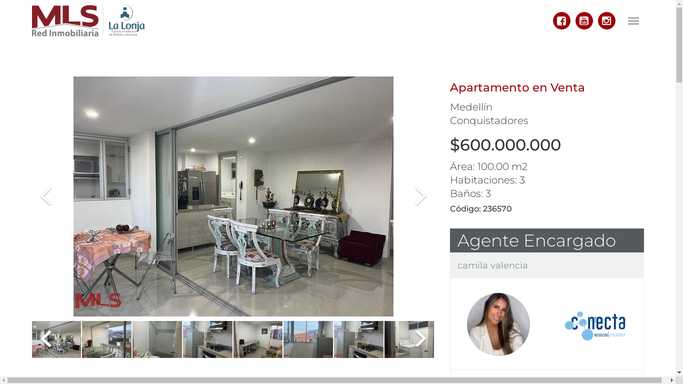 MLS
Red Inmobiliaria
La Lonja
Apartamento en Venta
Medellín
Conquistadores
$600.000.000
Área: 100.00 m2
Habitaciones: 3
Baños: 3
Código: 236570
Agente Encargado
camila valencia
MLS
conecta